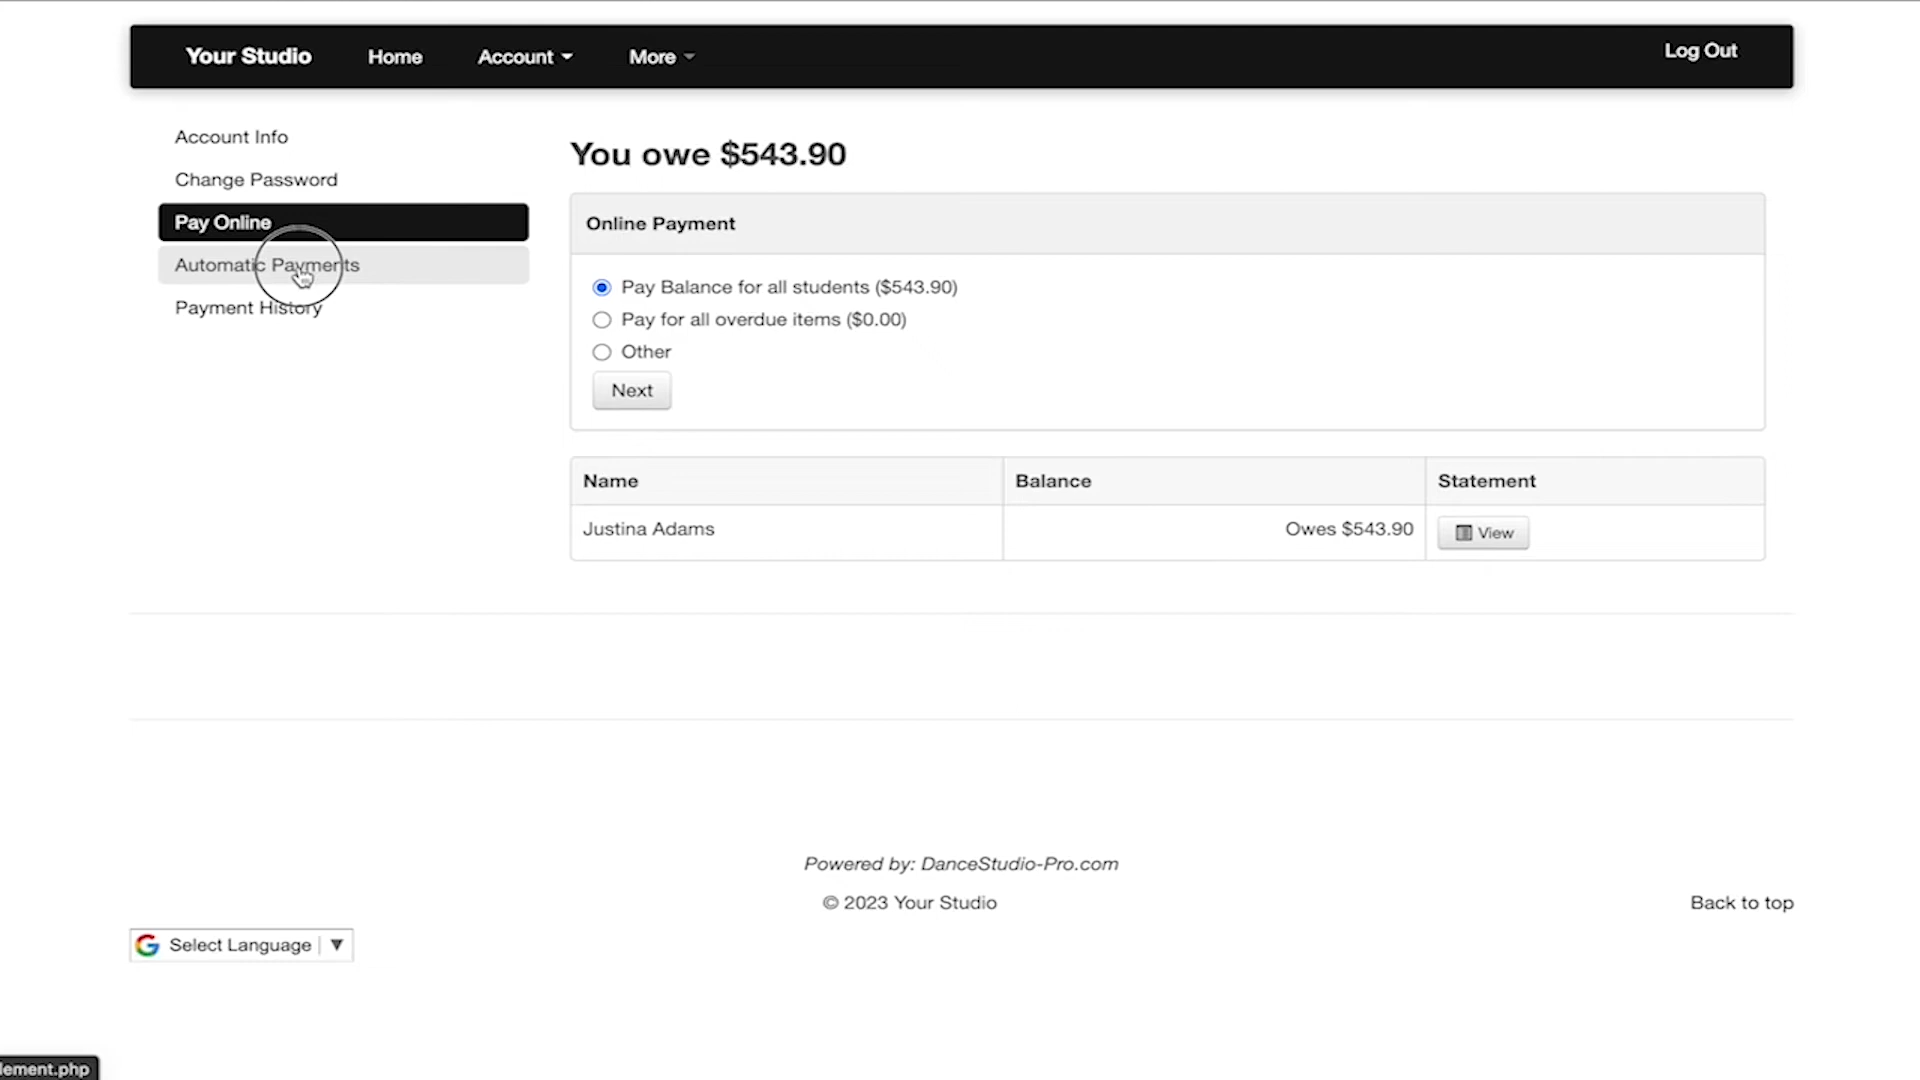 Your Studio
Home
Account
More
Log Out
Account Info
Change Password
Pay Online
Automatic Payments
Payment History
You owe $543.90
Online Payment
Pay Balance for all students ($543.90)
Pay for all overdue items ($0.00)
Other
Next
Name
Balance
Statement
Justina Adams
Owes $543.90
View
Powered by: DanceStudio-Pro.com
© 2023 Your Studio
Back to top
G Select Language
lement.php